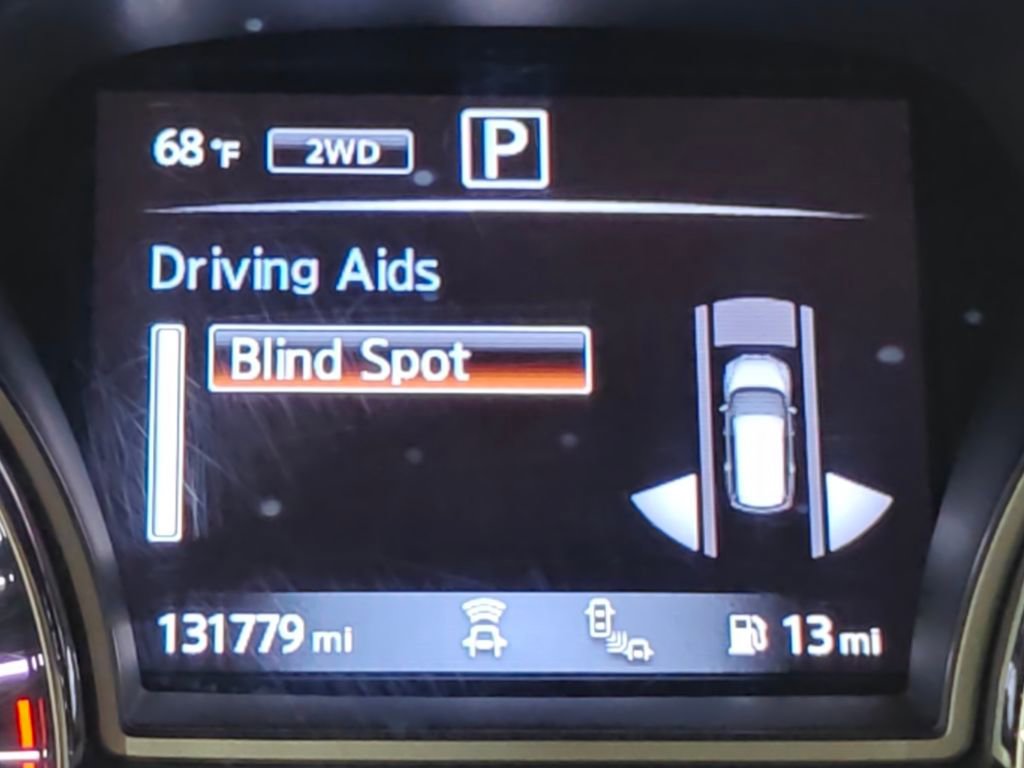 68 °F 2WD P
Driving Aids
Blind Spot
131779 mi 13 mi